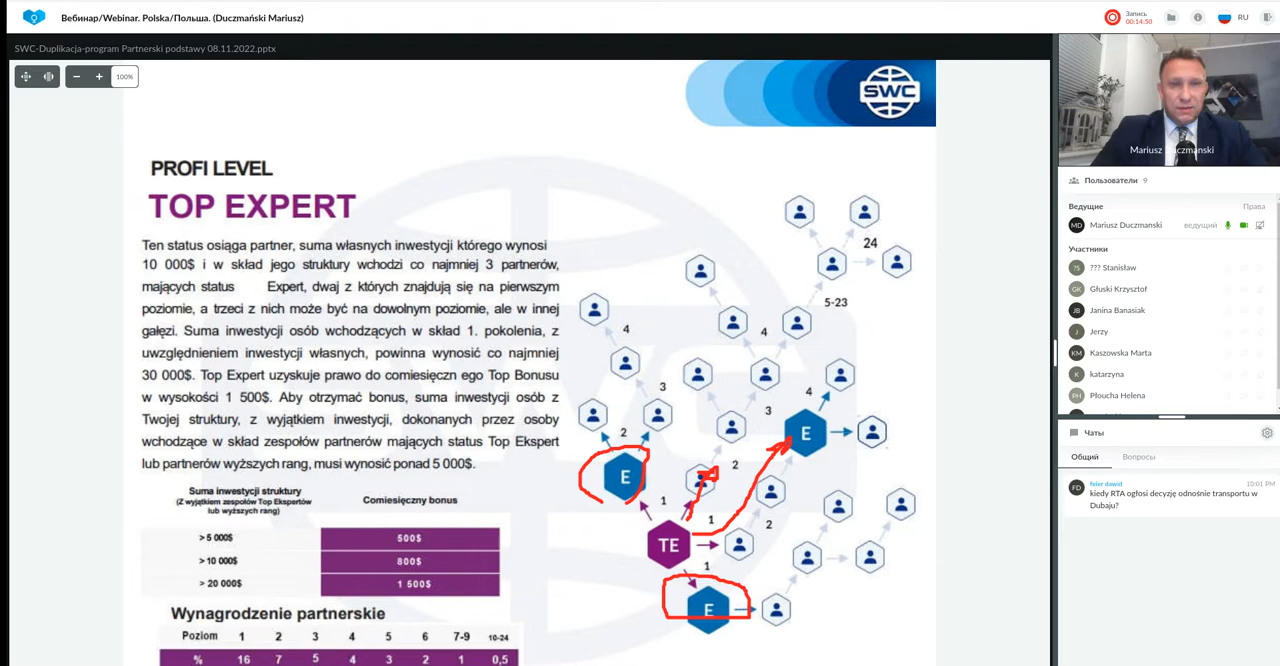 Вебинар/Webinar. Polska/Польша. (Duczmański Mariusz)
Запись
00:14:50
RU
SWC-Duplikacja-program Partnerski podstawy 08.11.2022.pptx
100%
SWC
PROFI LEVEL
TOP EXPERT
Ten status osiąga partner, suma własnych inwestycji którego wynosi
10 000$ i w skład jego struktury wchodzi co najmniej 3 partnerów,
mających status Expert, dwaj z których znajdują się na pierwszym
poziomie, a trzeci z nich może być na dowolnym poziomie, ale w innej
gałęzi. Suma inwestycji osób wchodzących w skład 1. pokolenia, z
uwzględnieniem inwestycji własnych, powinna wynosić co najmniej
30 000$. Top Expert uzyskuje prawo do comiesięczn ego Top Bonusu
w wysokości 1 500$. Aby otrzymać bonus, suma inwestycji osób z
Twojej struktury, z wyjątkiem inwestycji, dokonanych przez osoby
wchodzące w skład zespołów partnerów mających status Top Ekspert
lub partnerów wyższych rang, musi wynosić ponad 5 000$.
Suma inwestycji struktury
(Z wyjątkiem zespołów Top Ekspertów
lub wyższych rang)
Comiesięczny bonus
> 5 000$ 500$
> 10 000$ 800$
> 20 000$ 1 500$
Wynagrodzenie partnerskie
Poziom 1 2 3 4 5 6 7-9 10-24
% 16 7 5 4 3 2 1 0,5
24
5-23
4
4
3
4
3
E
2
E
2
1
1
2
TE
1
E
Mariusz Duczmanski
Пользователи 9
Ведущие Права
MD Mariusz Duczmanski ведущий
Участники
?S ??? Stanisław
GK Głuski Krzysztof
JB Janina Banasiak
J Jerzy
KM Kaszowska Marta
K katarzyna
PH Płoucha Helena
Чаты
Общий Вопросы
FD feier dawid 10:01 PM
kiedy RTA ogłosi decyzję odnośnie transportu w
Dubaju?